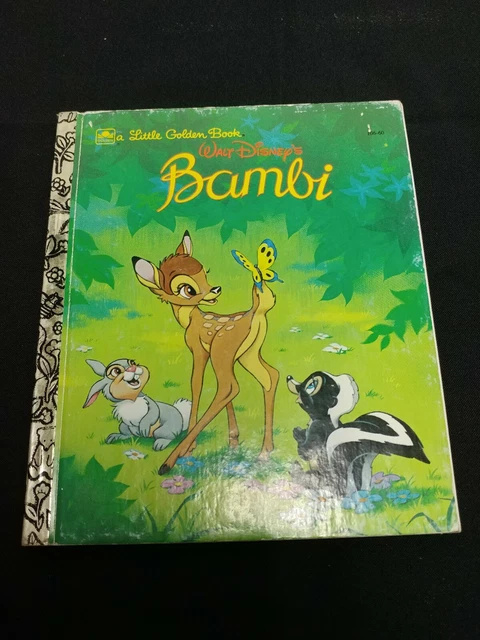 a Little Golden Book
WALT DISNEY'S
Bambi